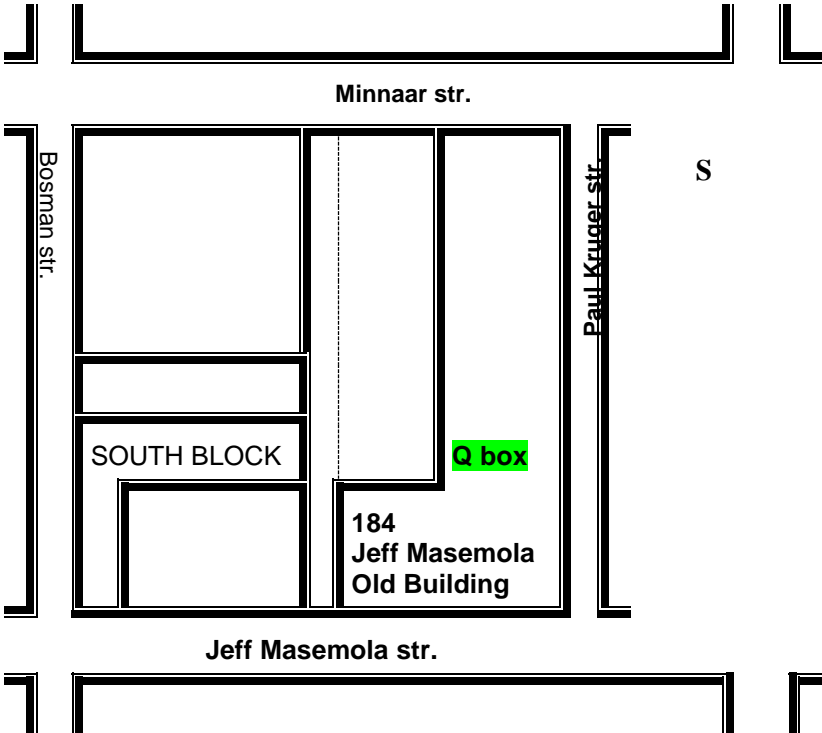 Minnaar str.
Bosman str.
Paul Kruger str.
S
SOUTH BLOCK
Q box
184
Jeff Masemola
Old Building
Jeff Masemola str.